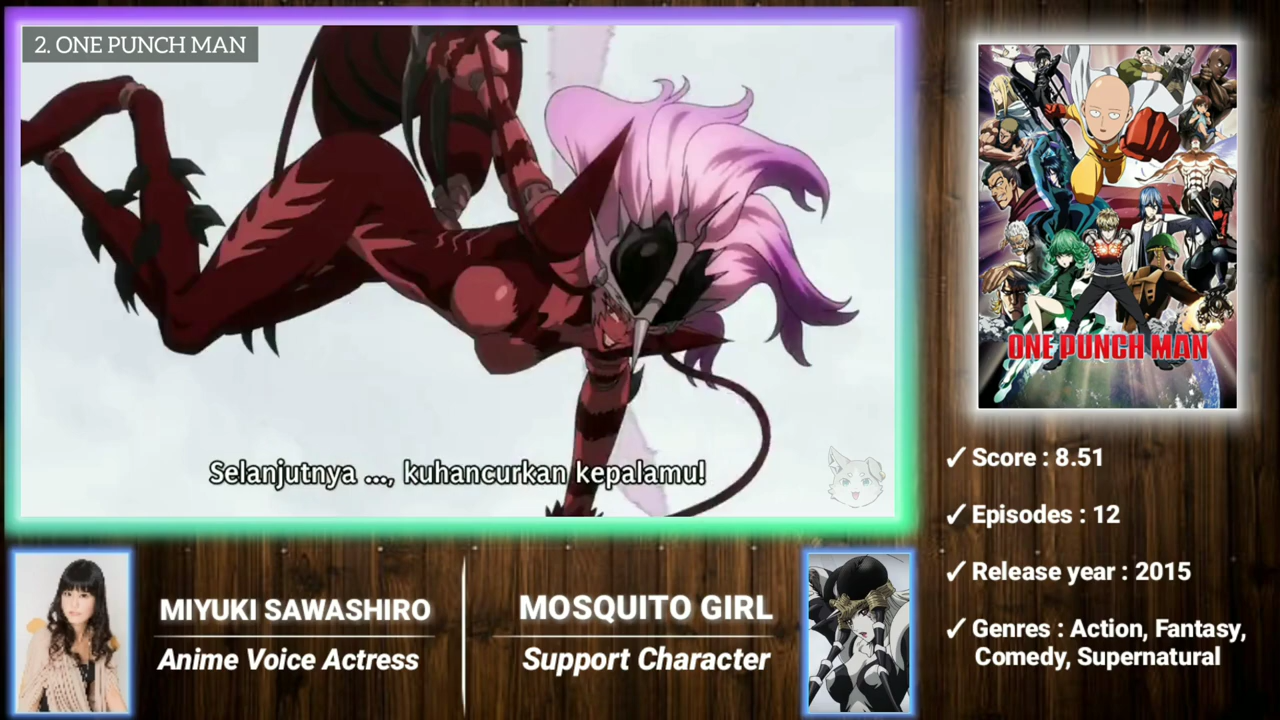 2. ONE PUNCH MAN
Selanjutnya ..., kuhancurkan kepalamu!
ONE PUNCH MAN
✓ Score : 8.51
✓ Episodes : 12
✓ Release year : 2015
✓ Genres : Action, Fantasy,
Comedy, Supernatural
MIYUKI SAWASHIRO
Anime Voice Actress
MOSQUITO GIRL
Support Character